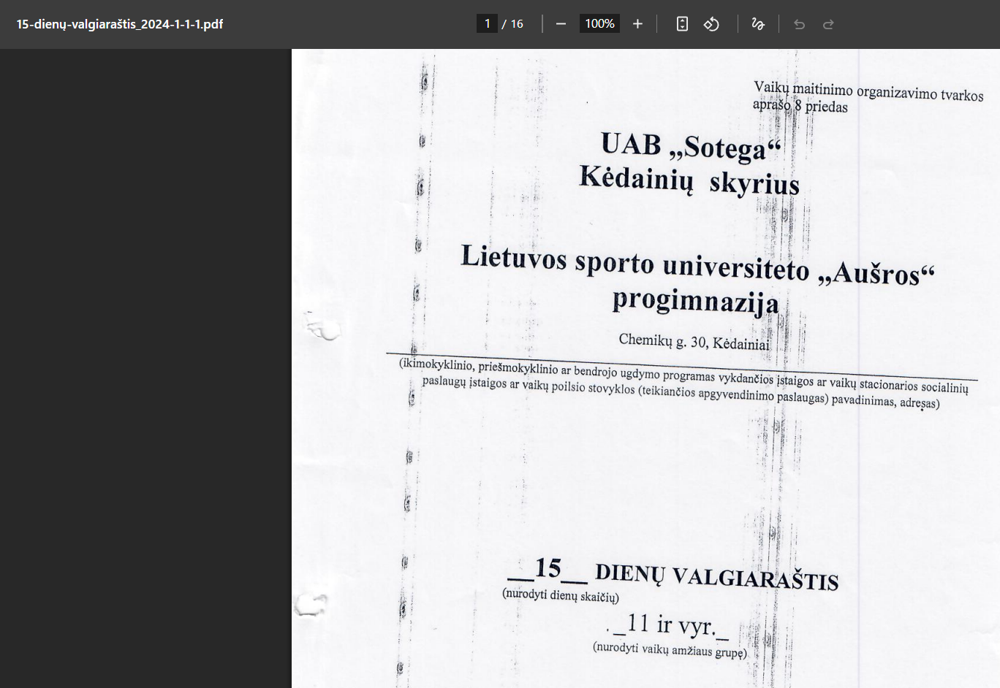 15-dienų-valgiaraštis_2024-1-1-1.pdf
1 / 16
100%
Vaikų maitinimo organizavimo tvarkos
aprašo 8 priedas
UAB „Sotega“
Kėdainių skyrius
Lietuvos sporto universiteto „Aušros“
progimnazija
Chemikų g. 30, Kėdainiai
(ikimokyklinio, priešmokyklinio ar bendrojo ugdymo programas vykdančios įstaigos ar vaikų stacionarios socialinių
paslaugų įstaigos ar vaikų poilsio stovyklos (teikiančios apgyvendinimo paslaugas) pavadinimas, adresas)
__15__ DIENŲ VALGIARAŠTIS
(nurodyti dienų skaičių)
._11 ir vyr._
(nurodyti vaikų amžiaus grupę)